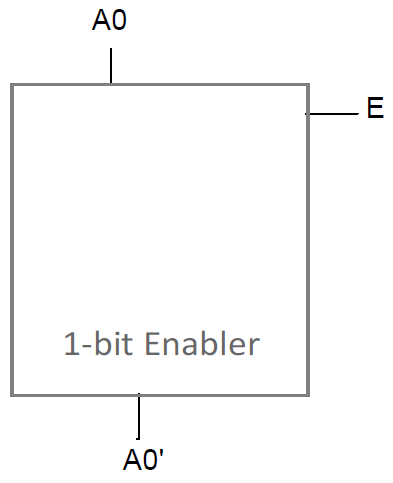 A0
E
1-bit Enabler
A0'